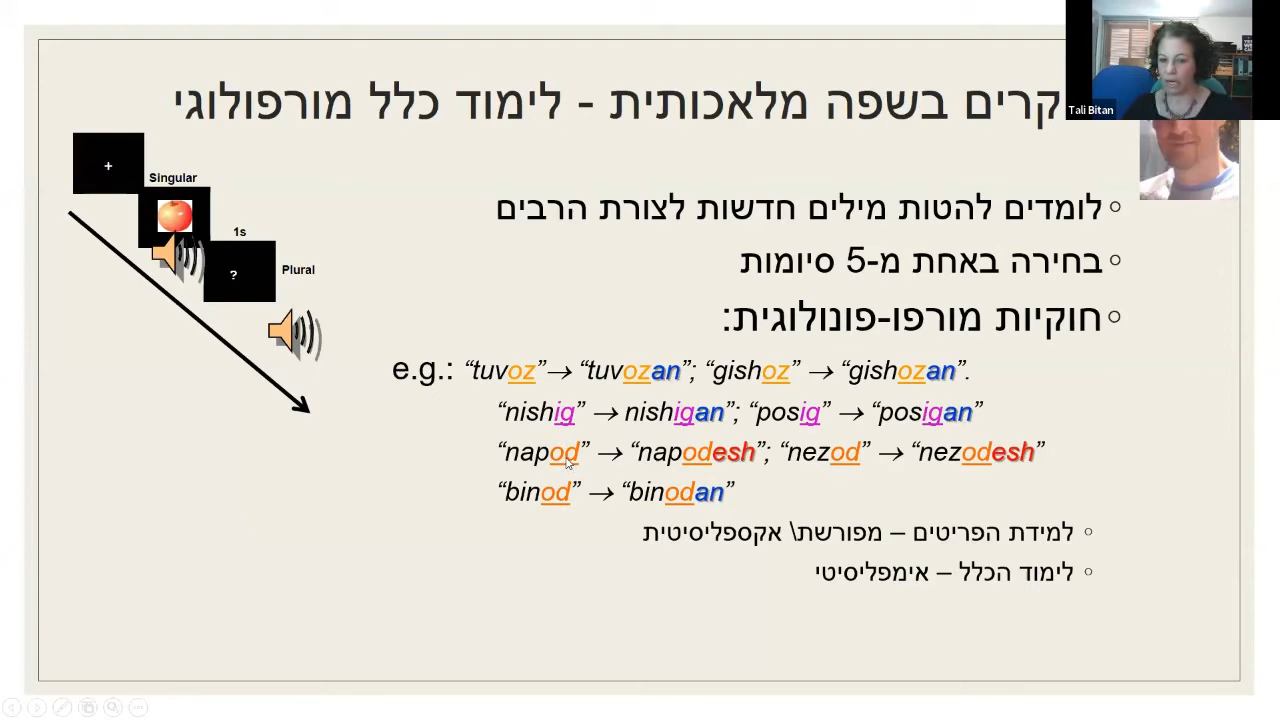 קרים בשפה מלאכותית - לימוד כלל מורפולוגי
Tali Bitan
+
Singular
1s
?
Plural
לומדים להטות מילים חדשות לצורת הרבים
בחירה באחת מ-5 סיומות
חוקיות מורפו-פונולוגית:
e.g.: “tuvoz”→ “tuvozan”; “gishoz” → “gishozan”.
“nishig” → nishigan”; “posig” → “posigan”
“napod” → “napodesh”; “nezod” → “nezodesh”
“binod” → “binodan”
למידת הפריטים – מפורשת\ אקספליסיטית
לימוד הכלל – אימפליסיטי